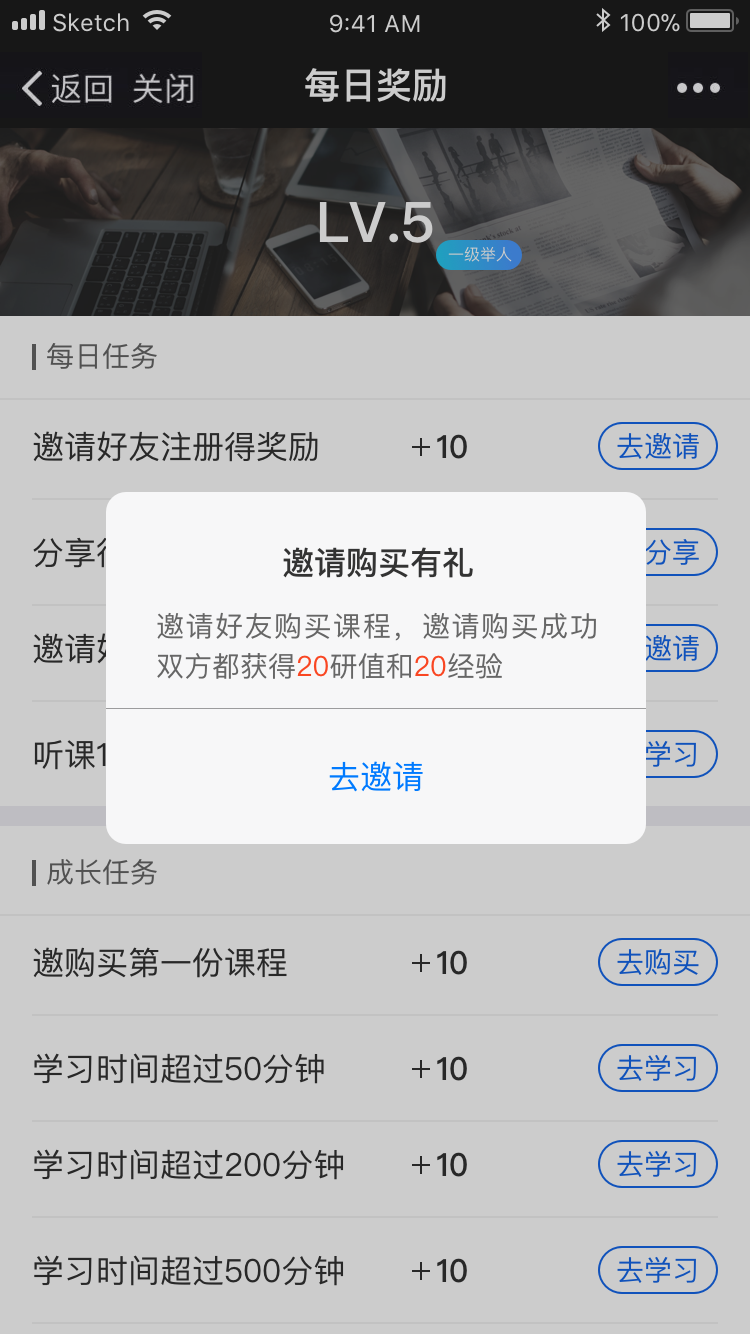 Sketch 9:41 AM 100%
返回 关闭 每日奖励
LV.5
一级举人
每日任务
邀请好友注册得奖励 +10 去邀请
分享
分享
邀请
邀请
听课1
学习
邀请购买有礼
邀请好友购买课程，邀请购买成功
双方都获得20研值和20经验
去邀请
成长任务
邀购买第一份课程 +10 去购买
学习时间超过50分钟 +10 去学习
学习时间超过200分钟 +10 去学习
学习时间超过500分钟 +10 去学习